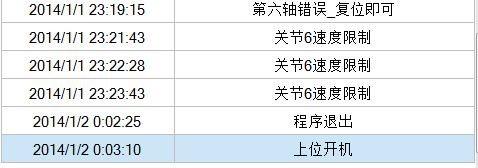 2014/1/1 23:19:15 第六轴错误_复位即可
2014/1/1 23:21:43 关节6速度限制
2014/1/1 23:22:28 关节6速度限制
2014/1/1 23:23:43 关节6速度限制
2014/1/2 0:02:25 程序退出
2014/1/2 0:03:10 上位开机